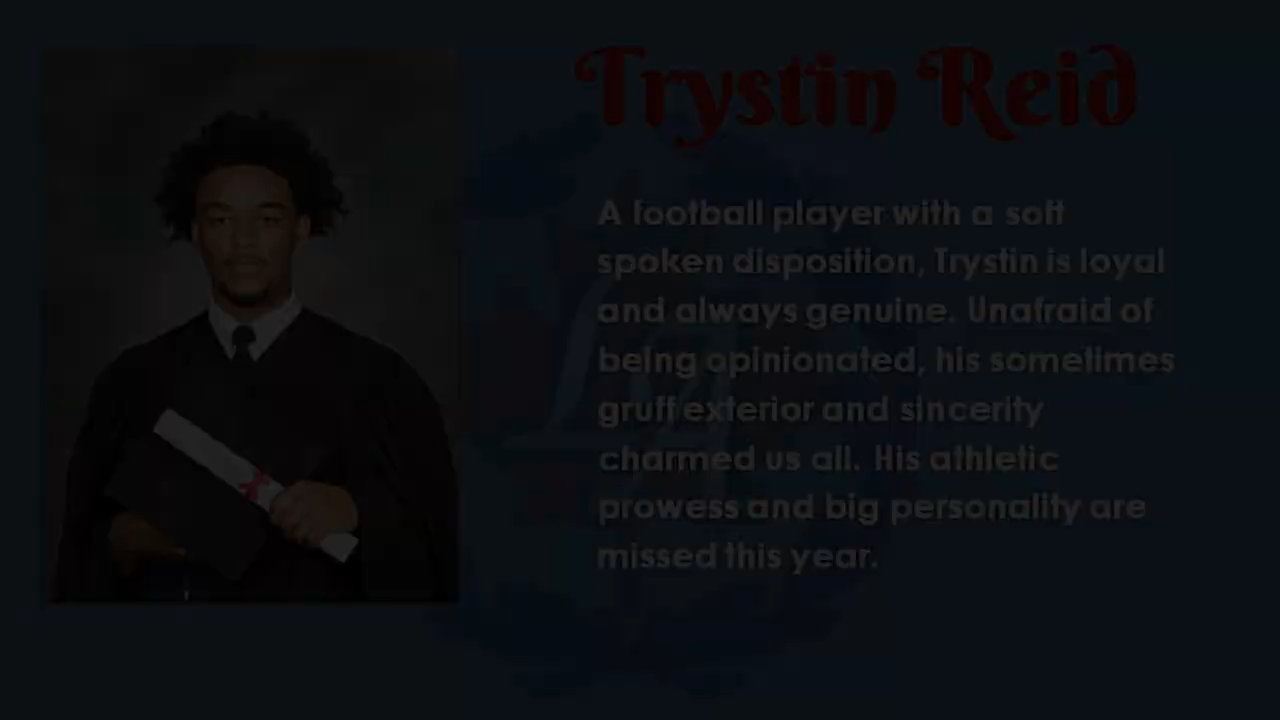 Trystin Reid
A football player with a soft
spoken disposition, Trystin is loyal
and always genuine. Unafraid of
being opinionated, his sometimes
gruff exterior and sincerity
charmed us all. His athletic
prowess and big personality are
missed this year.